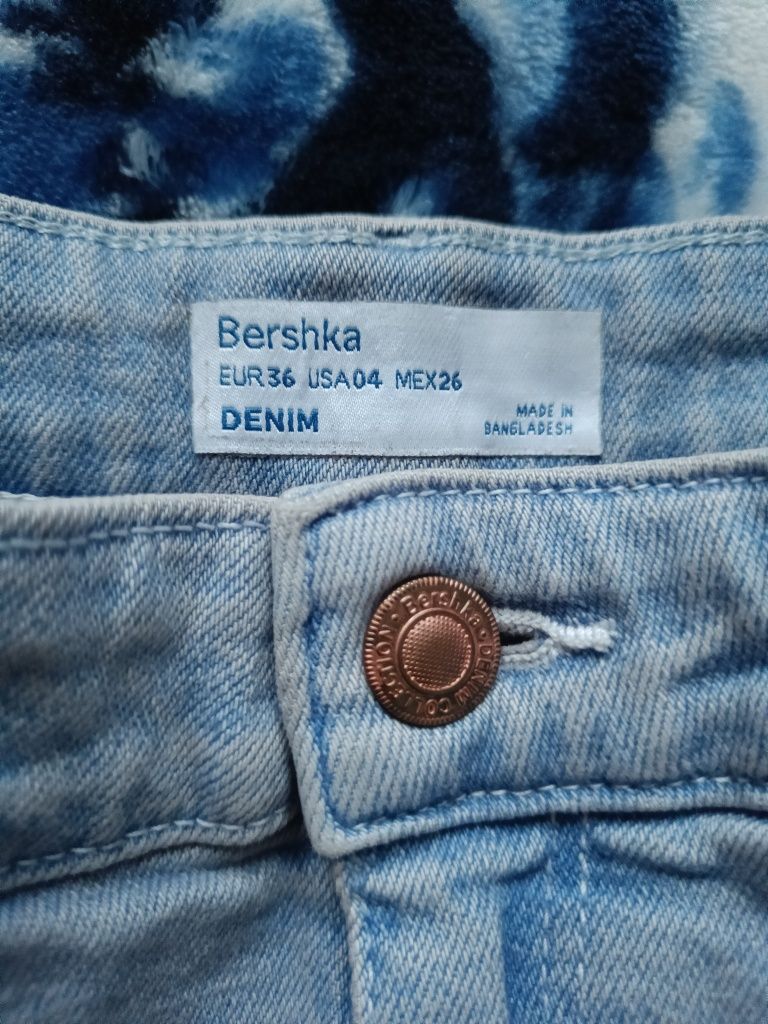 Bershka
EUR36 USA04 MEX26
DENIM
MADE IN
BANGLADESH
Bershka • DENIM COLLECTION •